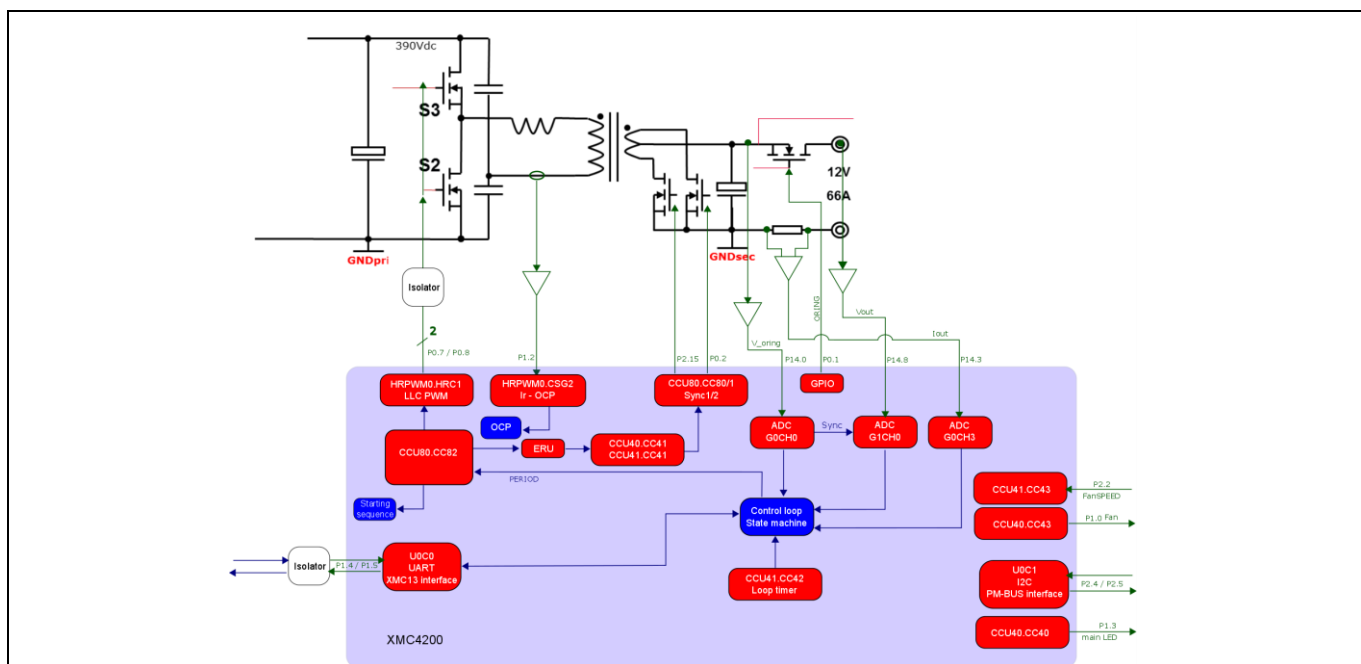 390Vdc
S3
S2
12V
66A
GNDpri
GNDsec
Isolator
2
P0.7 / P0.8
P1.2
P2.15
P0.2
V_oring
P14.0
ORING
P0.1
Vout
P14.8
Iout
P14.3
HRPWM0.HRC1
LLC PWM
HRPWM0.CSG2
Ir - OCP
CCU80.CC80/1
Sync1/2
GPIO
OCP
ADC
G0CH0
Sync
ADC
G1CH0
ADC
G0CH3
CCU80.CC82
ERU
CCU40.CC41
CCU41.CC41
PERIOD
Starting
sequence
Control loop
State machine
CCU41.CC43
P2.2
FanSPEED
CCU40.CC43
P1.0 Fan
Isolator
P1.4 / P1.5
U0C0
UART
XMC13 interface
CCU41.CC42
Loop timer
U0C1
I2C
PM-BUS interface
P2.4 / P2.5
XMC4200
CCU40.CC40
P1.3
main LED